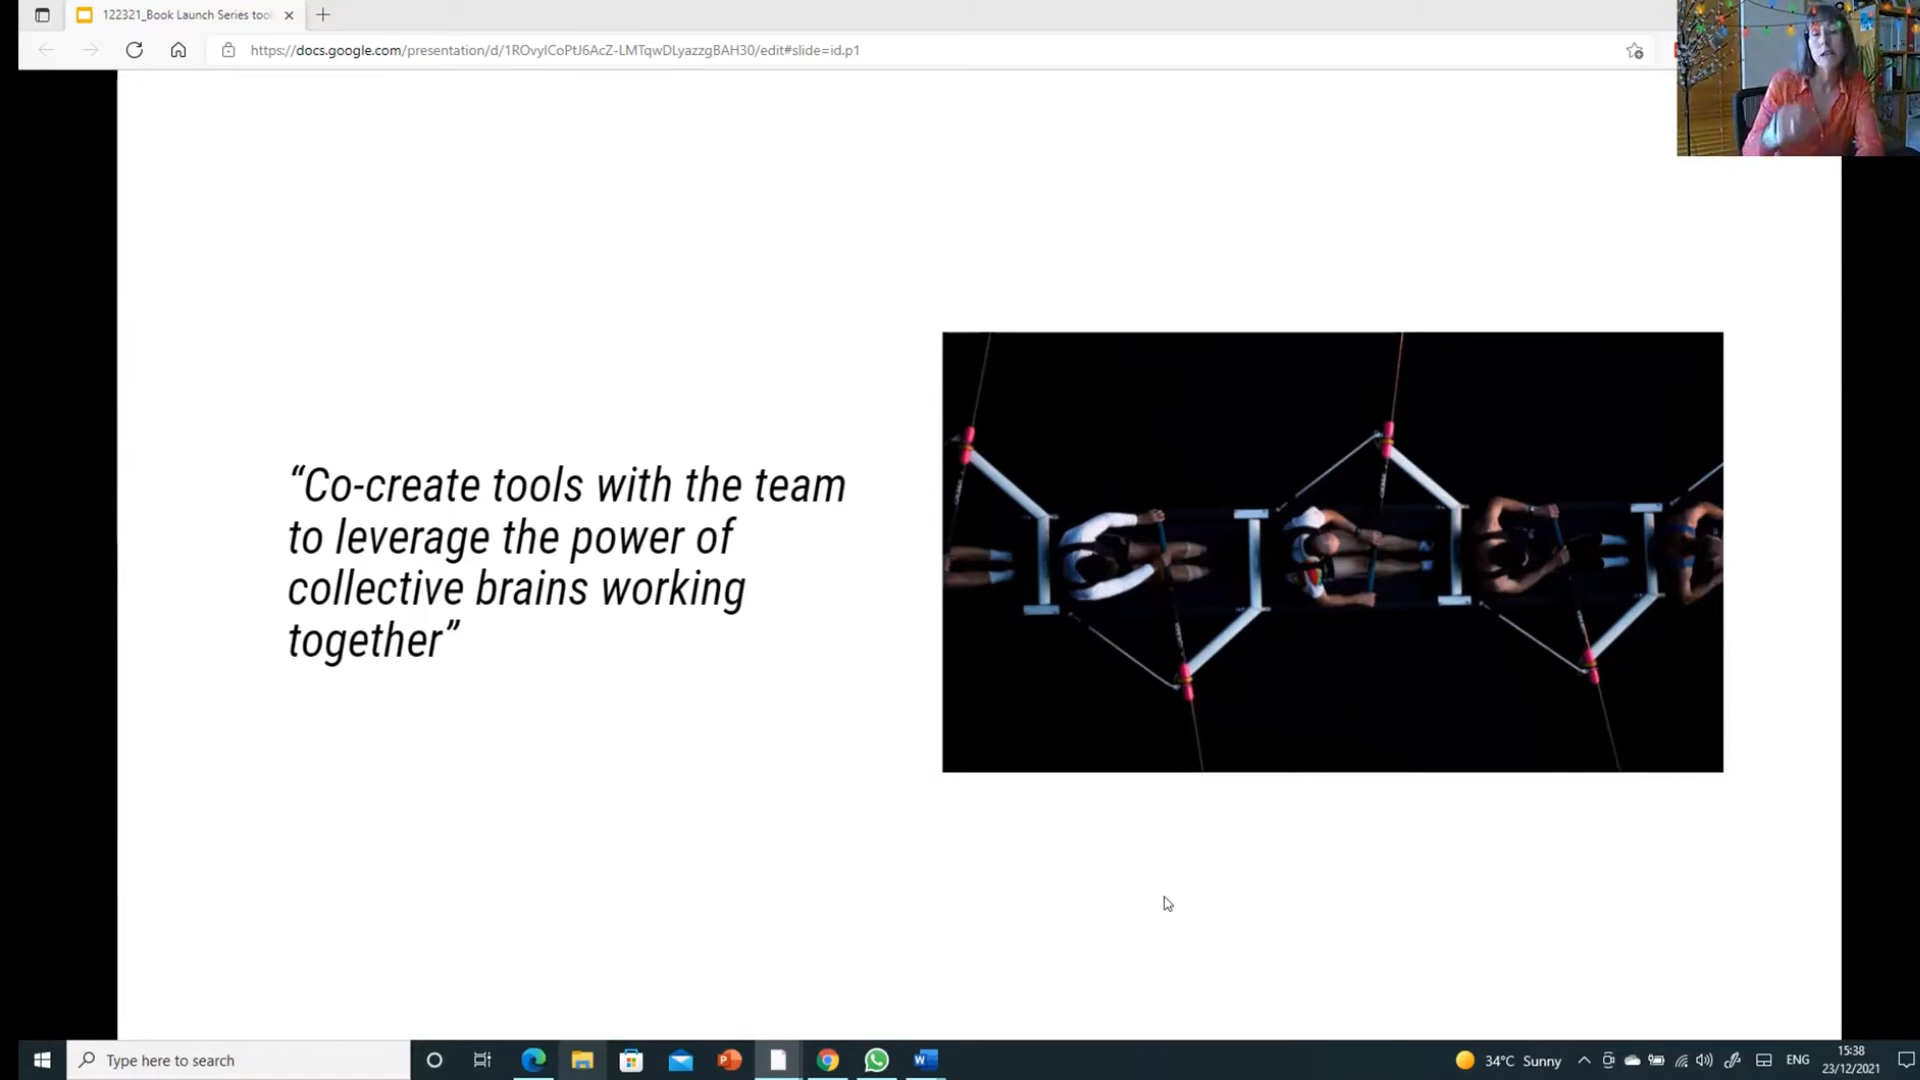 122321_Book Launch Series tool
https://docs.google.com/presentation/d/1ROvylCoPtJ6AcZ-LMTqwDLyazzgBAH30/edit#slide=id.p1
“Co-create tools with the team
to leverage the power of
collective brains working
together”
Type here to search
34°C Sunny
ENG
15:38
23/12/2021